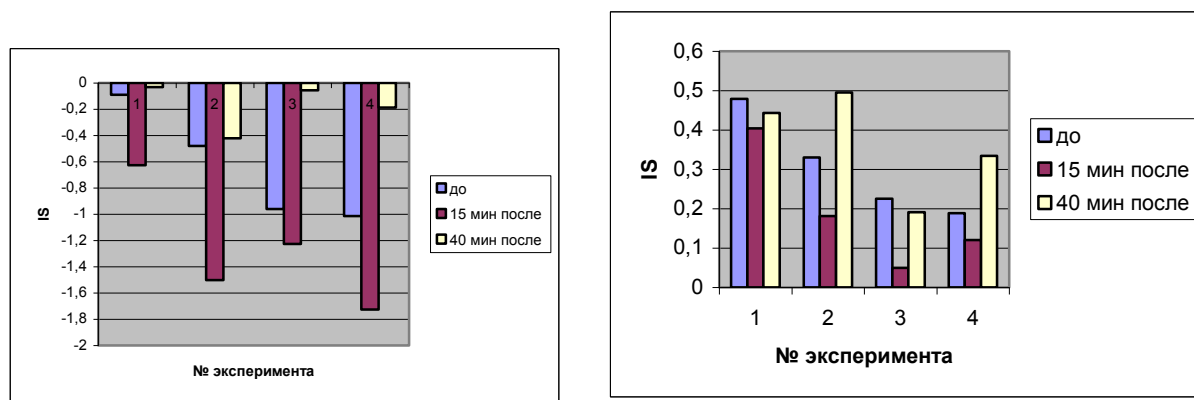 0
-0,2
-0,4
-0,6
-0,8
-1
-1,2
-1,4
-1,6
-1,8
-2
1
2
3
4
IS
№ эксперимента
до
15 мин после
40 мин после
0,6
0,5
0,4
0,3
0,2
0,1
0
1
2
3
4
IS
№ эксперимента
до
15 мин после
40 мин после